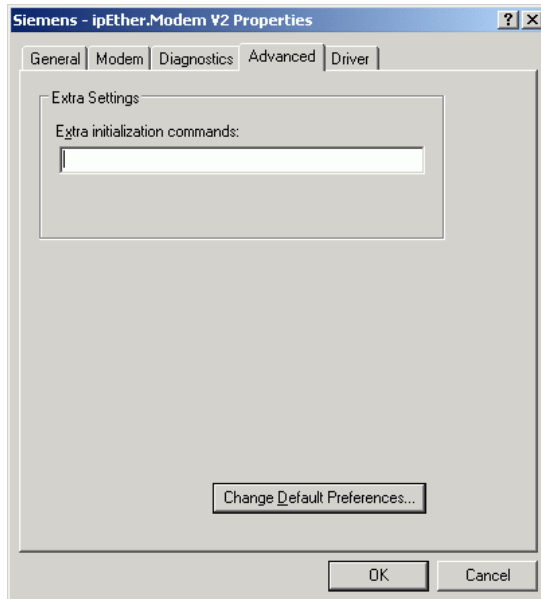 Siemens - ipEther.Modem V2 Properties ? X
General Modem Diagnostics Advanced Driver
Extra Settings
Extra initialization commands:
Change Default Preferences...
OK Cancel